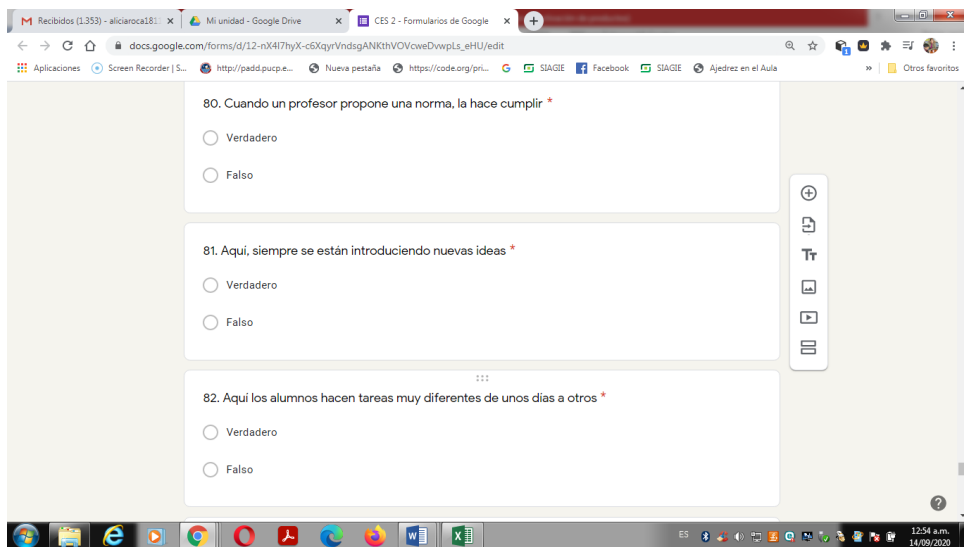 Recibidos (1.353) - aliciaroca181
Mi unidad - Google Drive
CES 2 - Formularios de Google
docs.google.com/forms/d/12-nX4I7hyX-c6XqyrVndsgANKthVOVcweDvwpLs_eHU/edit
Aplicaciones
Screen Recorder | S...
http://padd.pucp.e...
Nueva pestaña
https://code.org/pri...
SIAGIE
Facebook
SIAGIE
Ajedrez en el Aula
»
Otros favoritos
80. Cuando un profesor propone una norma, la hace cumplir *
Verdadero
Falso
81. Aquí, siempre se están introduciendo nuevas ideas *
Verdadero
Falso
82. Aquí los alumnos hacen tareas muy diferentes de unos días a otros *
Verdadero
Falso
ES
12:54 a.m.
14/09/2020